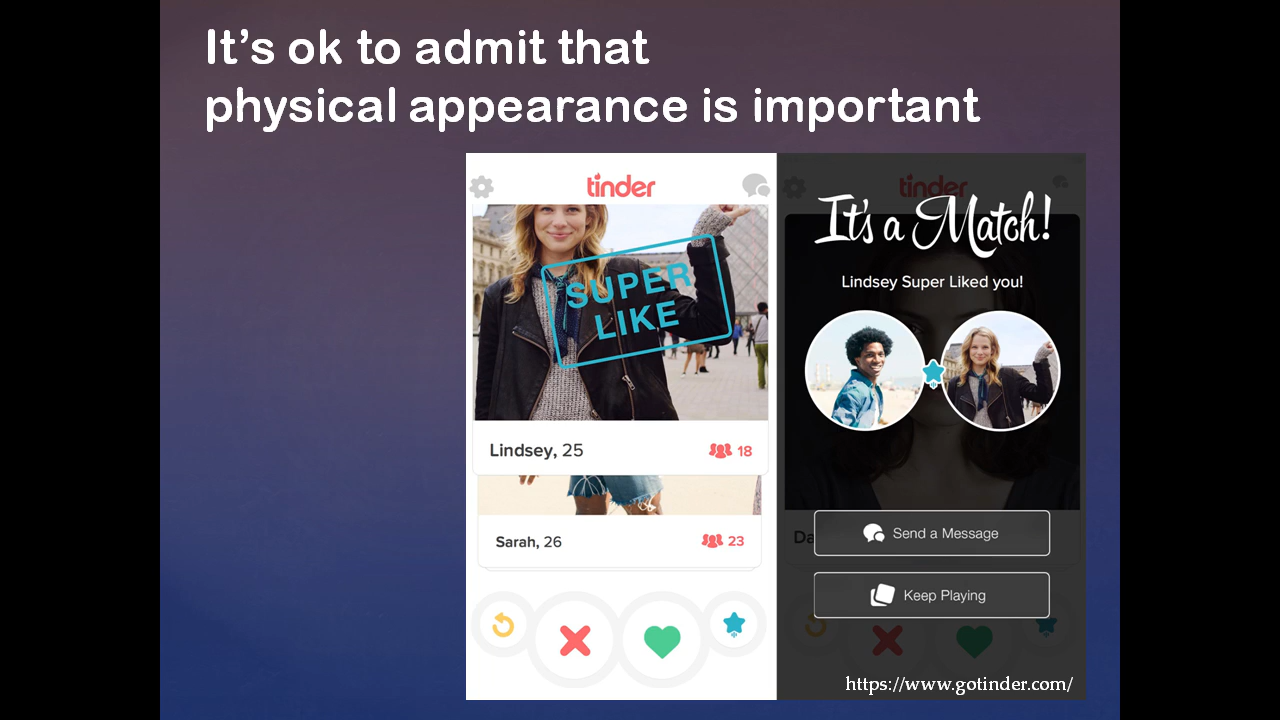 It's ok to admit that
physical appearance is important
tinder
SUPER
LIKE
Lindsey, 25
18
Sarah, 26
23
tinder
It's a Match!
Lindsey Super Liked you!
Da
Send a Message
Keep Playing
https://www.gotinder.com/